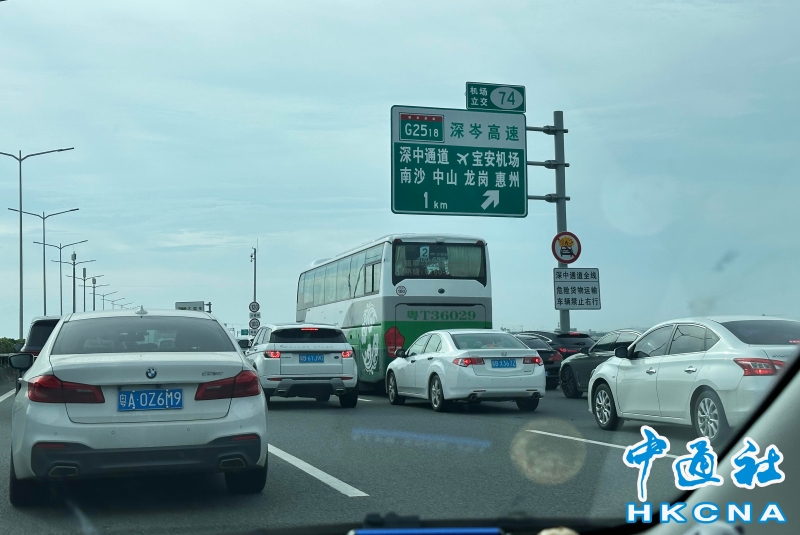 机场
立交 74
G2518 深岑高速
深中通道 宝安机场
南沙 中山 龙岗 惠州
1 km
深中通道全线
危险货物运输
车辆禁止右行
2
粤T36029
粤A·0Z6M9
中通社
HKCNA